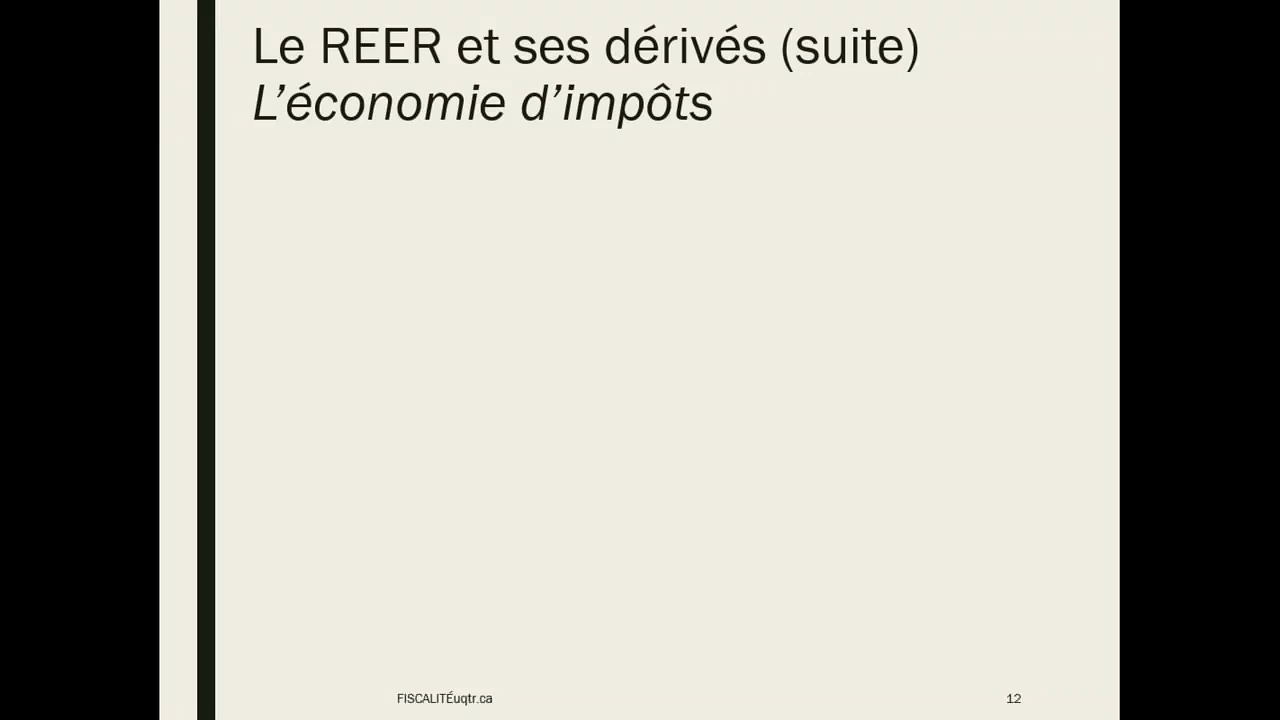 Le REER et ses dérivés (suite)
L’économie d’impôts
FISCALITÉuqtr.ca
12